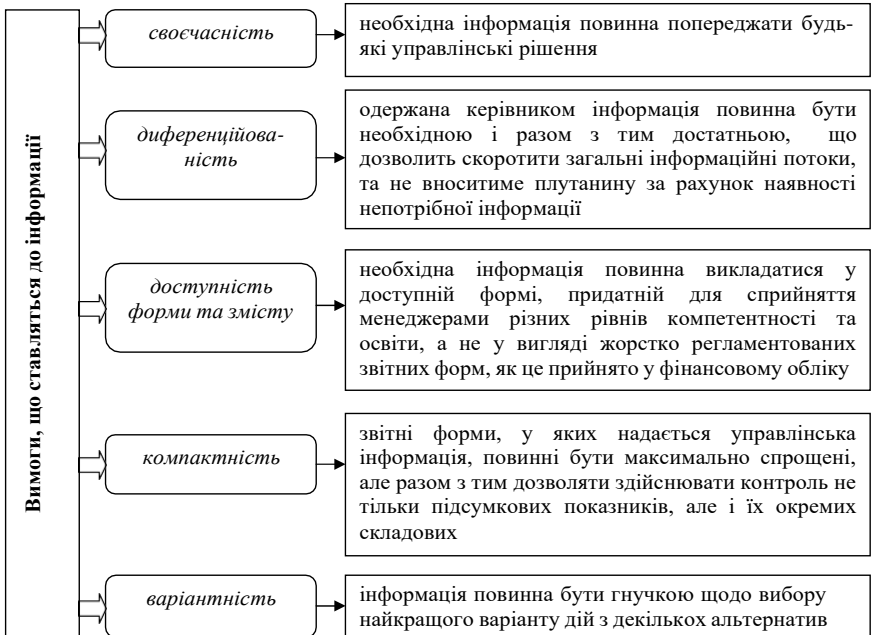 Вимоги, що ставляться до інформації
своєчасність
необхідна інформація повинна попереджати будь-
які управлінські рішення
диференційова-
ність
одержана керівником інформація повинна бути
необхідною і разом з тим достатньою, що
дозволить скоротити загальні інформаційні потоки,
та не вноситиме плутанину за рахунок наявності
непотрібної інформації
доступність
форми та змісту
необхідна інформація повинна викладатися у
доступній формі, придатній для сприйняття
менеджерами різних рівнів компетентності та
освіти, а не у вигляді жорстко регламентованих
звітних форм, як це прийнято у фінансовому обліку
компактність
звітні форми, у яких надається управлінська
інформація, повинні бути максимально спрощені,
але разом з тим дозволяти здійснювати контроль не
тільки підсумкових показників, але і їх окремих
складових
варіантність
інформація повинна бути гнучкою щодо вибору
найкращого варіанту дій з декількох альтернатив